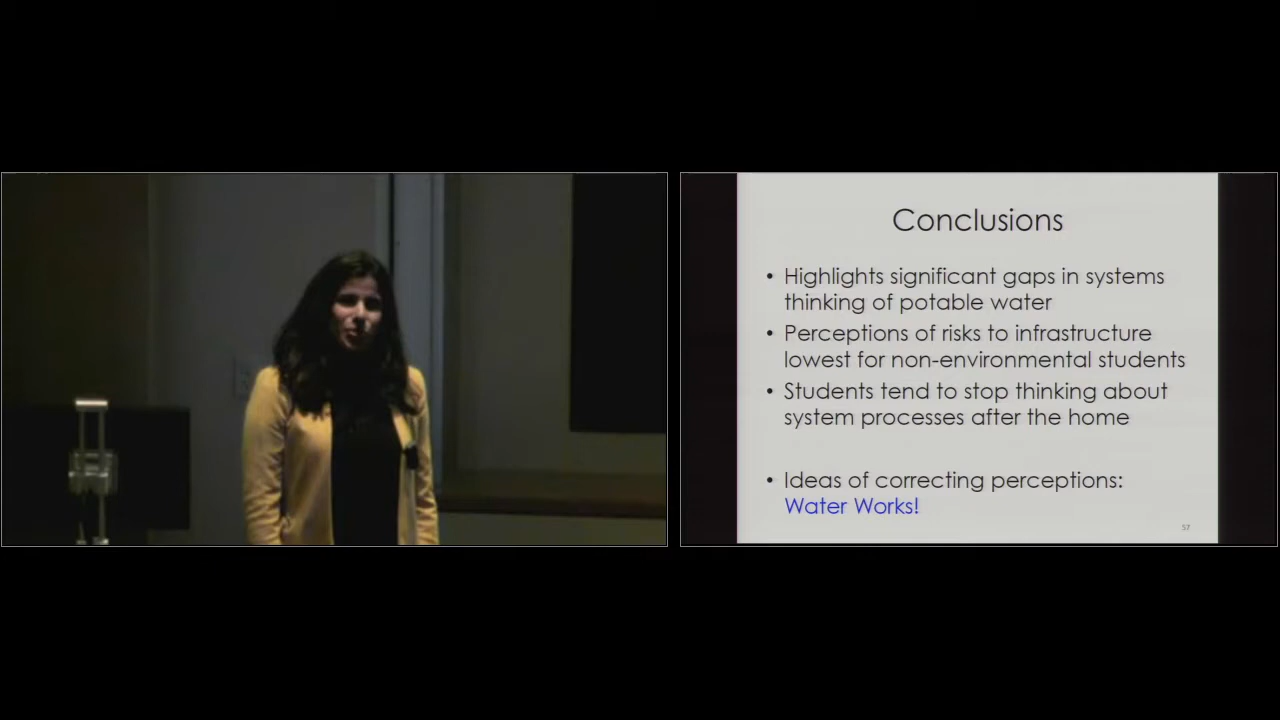 Conclusions
• Highlights significant gaps in systems
thinking of potable water
• Perceptions of risks to infrastructure
lowest for non-environmental students
• Students tend to stop thinking about
system processes after the home
• Ideas of correcting perceptions:
Water Works!
57